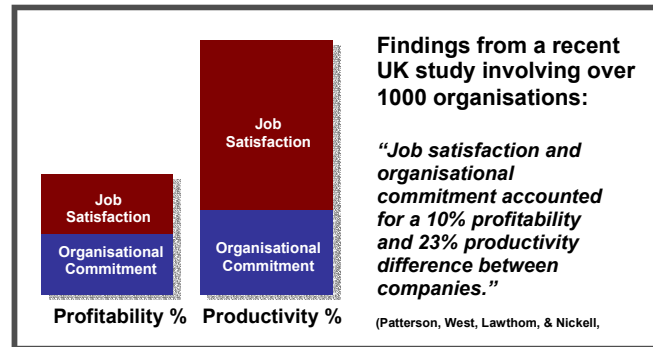 Job
Satisfaction
Organisational
Commitment
Profitability %
Job
Satisfaction
Organisational
Commitment
Productivity %
Findings from a recent
UK study involving over
1000 organisations:
“Job satisfaction and
organisational
commitment accounted
for a 10% profitability
and 23% productivity
difference between
companies.”
(Patterson, West, Lawthom, & Nickell,